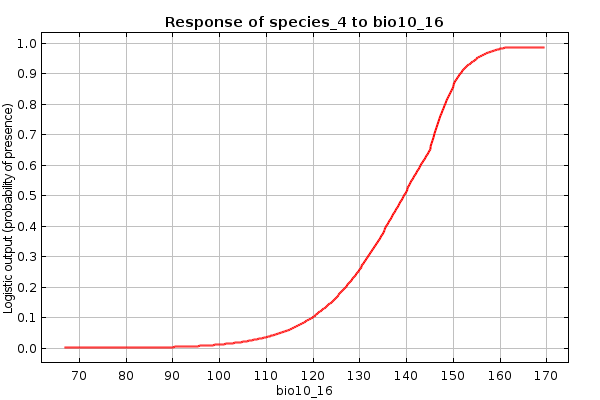 Response of species_4 to bio10_16
Logistic output (probability of presence)
1.0
0.9
0.8
0.7
0.6
0.5
0.4
0.3
0.2
0.1
0.0
70 80 90 100 110 120 130 140 150 160 170
bio10_16